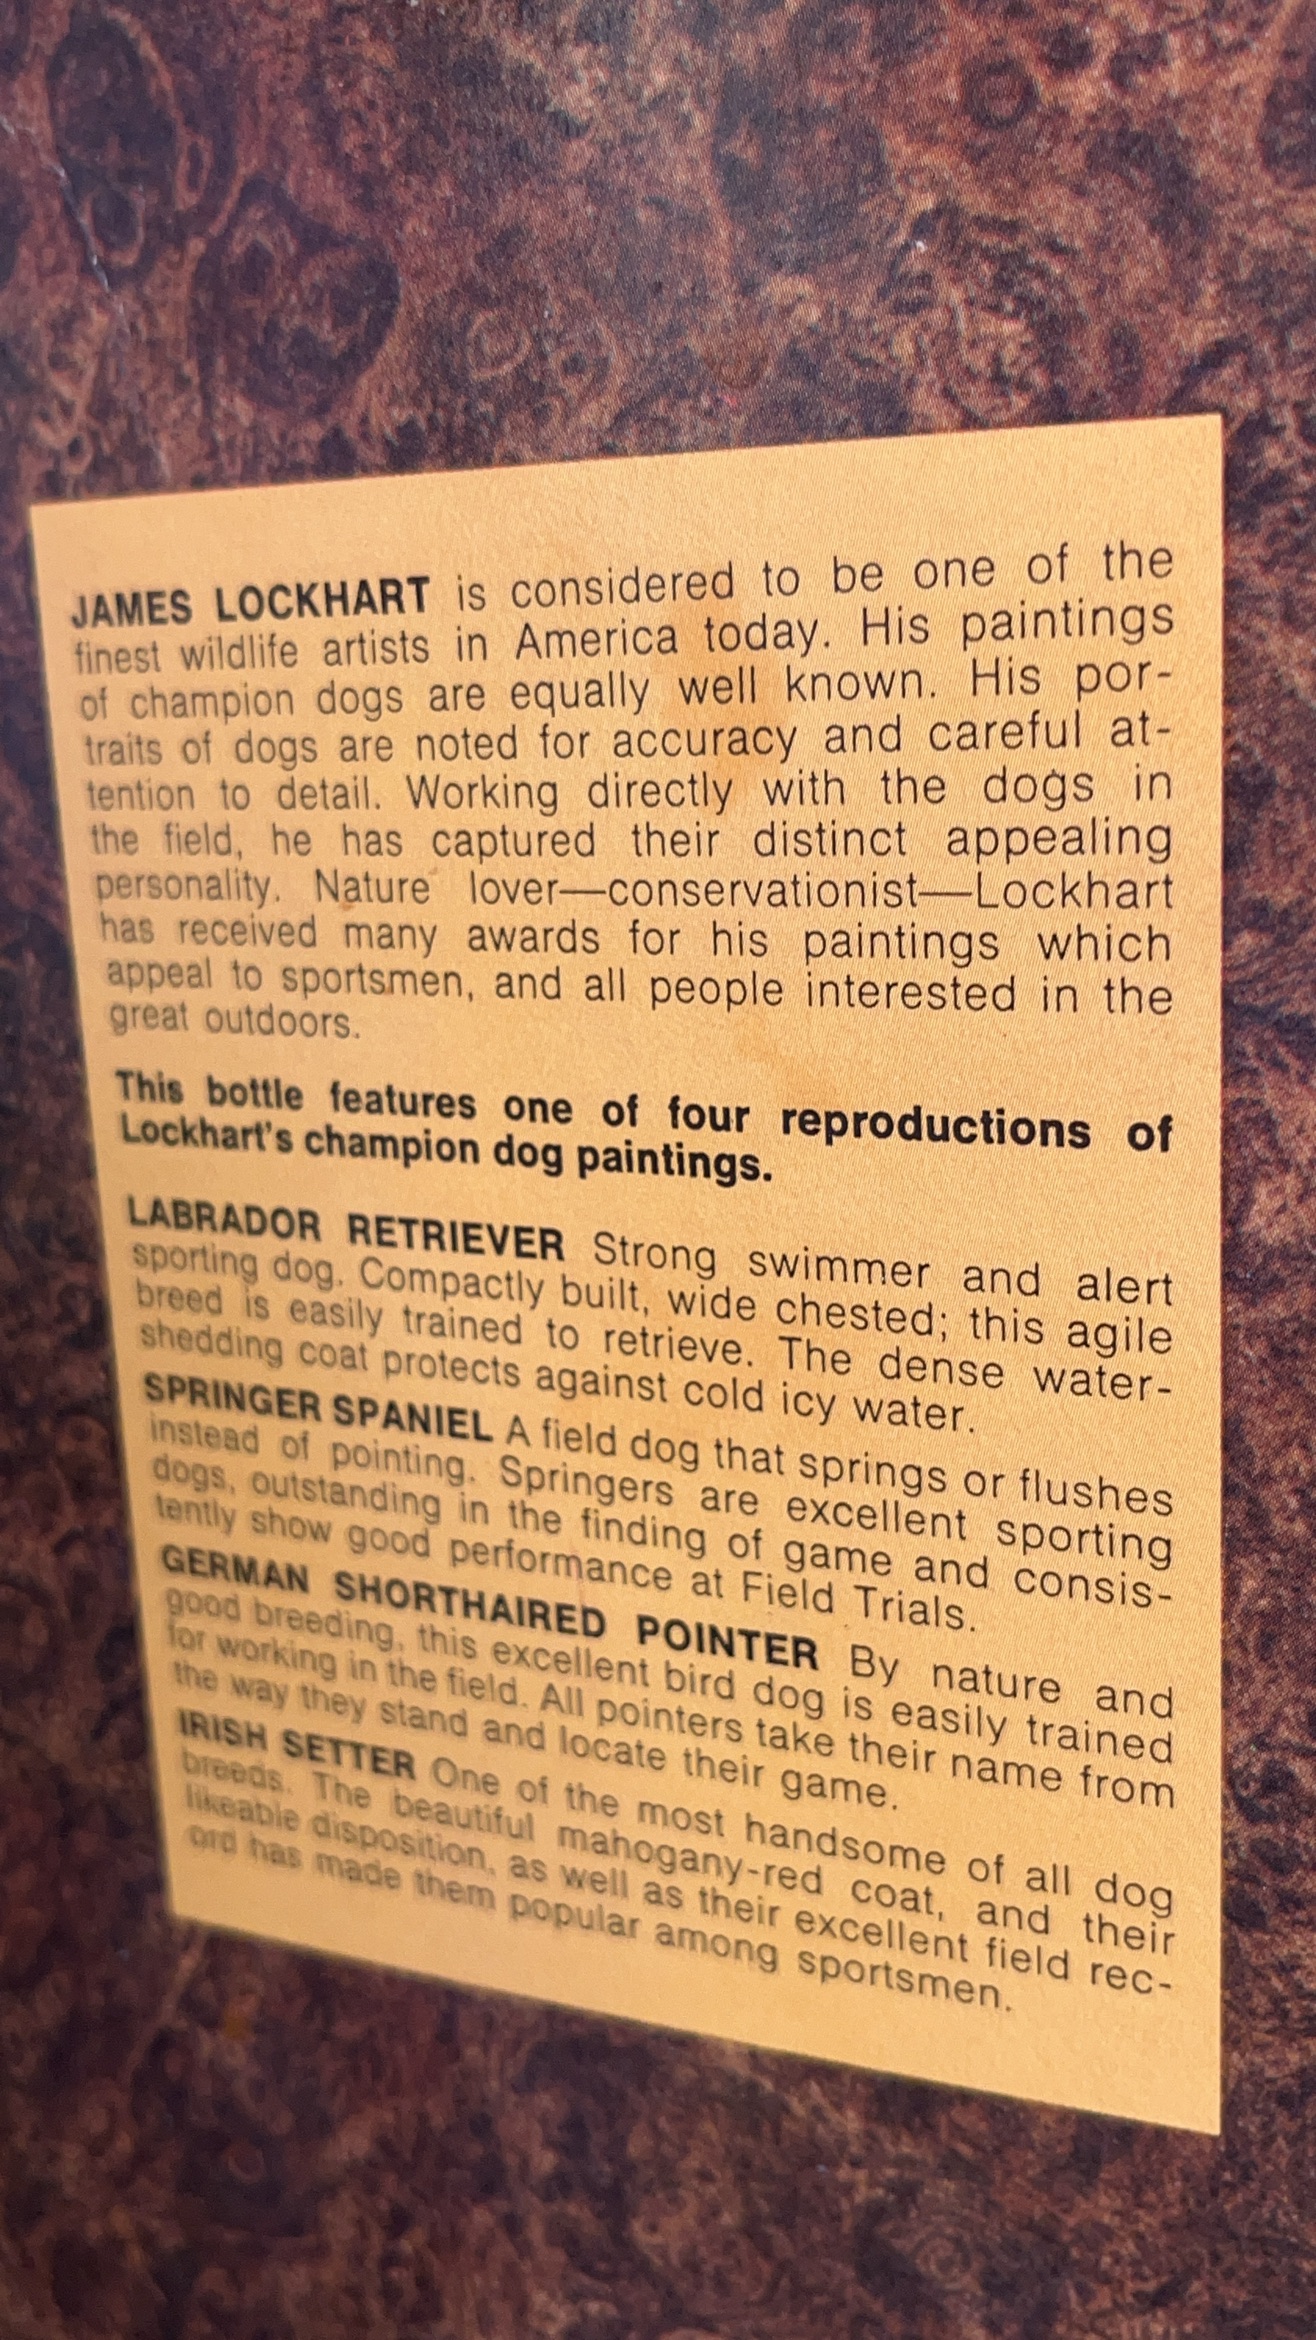 JAMES LOCKHART is considered to be one of the
finest wildlife artists in America today. His paintings
of champion dogs are equally well known. His por-
traits of dogs are noted for accuracy and careful at-
tention to detail. Working directly with the dogs in
the field, he has captured their distinct appealing
personality. Nature lover—conservationist—Lockhart
has received many awards for his paintings which
appeal to sportsmen, and all people interested in the
great outdoors.
This bottle features one of four reproductions of
Lockhart's champion dog paintings.
LABRADOR RETRIEVER Strong swimmer and alert
sporting dog. Compactly built, wide chested; this agile
breed is easily trained to retrieve. The dense water-
shedding coat protects against cold icy water.
SPRINGER SPANIEL A field dog that springs or flushes
instead of pointing. Springers are excellent sporting
dogs, outstanding in the finding of game and consis-
tently show good performance at Field Trials.
GERMAN SHORTHAIRED POINTER By nature and
good breeding, this excellent bird dog is easily trained
for working in the field. All pointers take their name from
the way they stand and locate their game.
IRISH SETTER One of the most handsome of all dog
breeds. The beautiful mahogany-red coat, and their
likeable disposition, as well as their excellent field rec-
ord has made them popular among sportsmen.